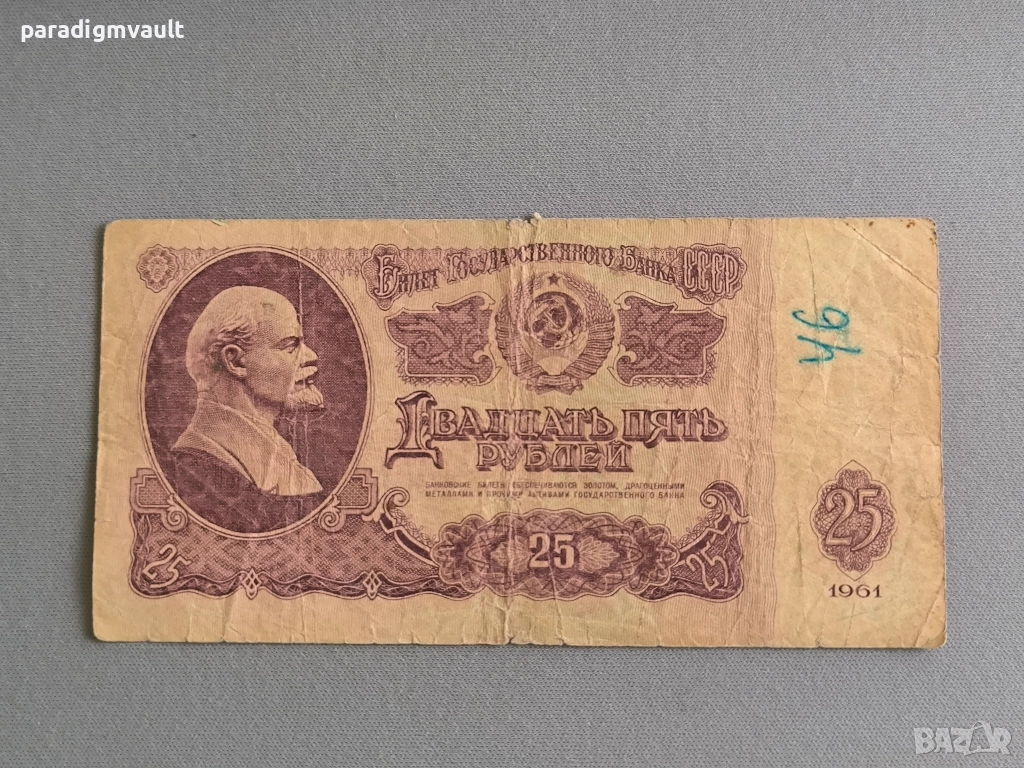 paradigmvault
Билет Государственного Банка СССР
Двадцать пять
рублей
БАНКОВСКИЕ БИЛЕТЫ ОБЕСПЕЧИВАЮТСЯ ЗОЛОТОМ, ДРАГОЦЕННЫМИ
МЕТАЛЛАМИ И ПРОЧИМИ АКТИВАМИ ГОСУДАРСТВЕННОГО БАНКА
46
25
25
25
25
1961
BAZAR